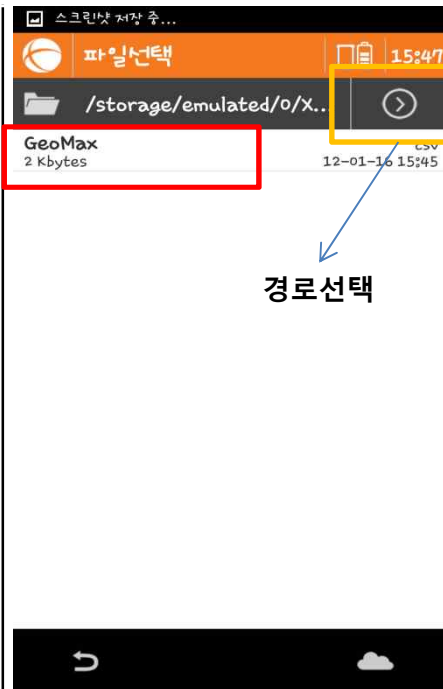 스크린샷 저장 중...
파일선택 15:47
/storage/emulated/0/X...
GeoMax csv
2 Kbytes 12-01-16 15:45
경로선택